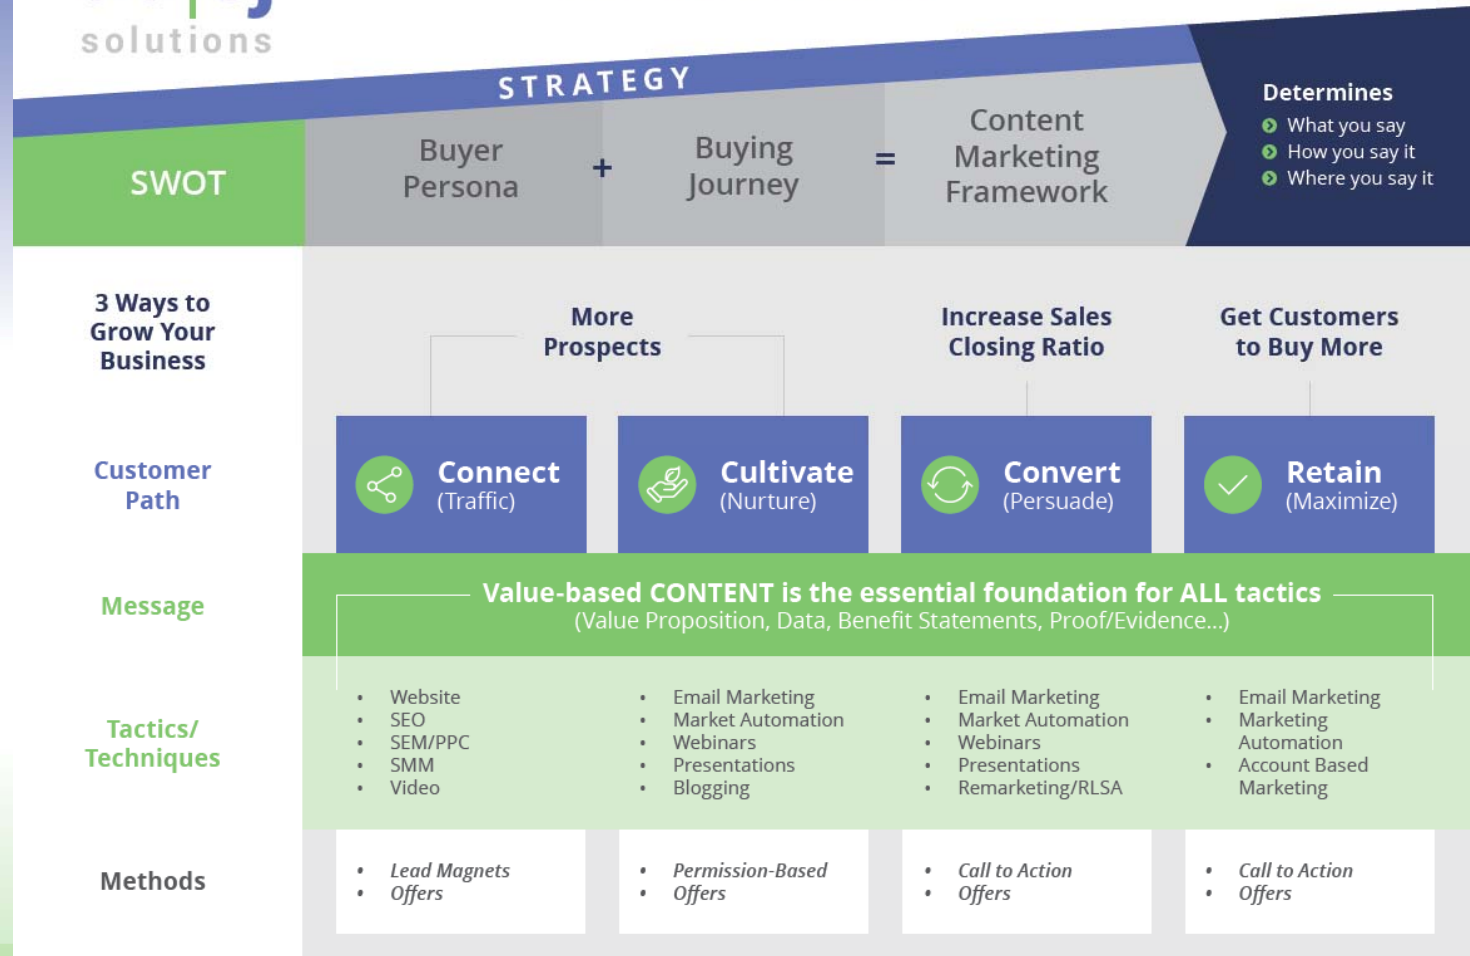 solutions
STRATEGY
SWOT
Buyer
Persona
+
Buying
Journey
=
Content
Marketing
Framework
Determines
What you say
How you say it
Where you say it
3 Ways to
Grow Your
Business
More
Prospects
Increase Sales
Closing Ratio
Get Customers
to Buy More
Customer
Path
Connect
(Traffic)
Cultivate
(Nurture)
Convert
(Persuade)
Retain
(Maximize)
Message
Value-based CONTENT is the essential foundation for ALL tactics
(Value Proposition, Data, Benefit Statements, Proof/Evidence...)
Tactics/
Techniques
• Website
• SEO
• SEM/PPC
• SMM
• Video
• Email Marketing
• Market Automation
• Webinars
• Presentations
• Blogging
• Email Marketing
• Market Automation
• Webinars
• Presentations
• Remarketing/RLSA
• Email Marketing
• Marketing
Automation
• Account Based
Marketing
Methods
• Lead Magnets
• Offers
• Permission-Based
• Offers
• Call to Action
• Offers
• Call to Action
• Offers